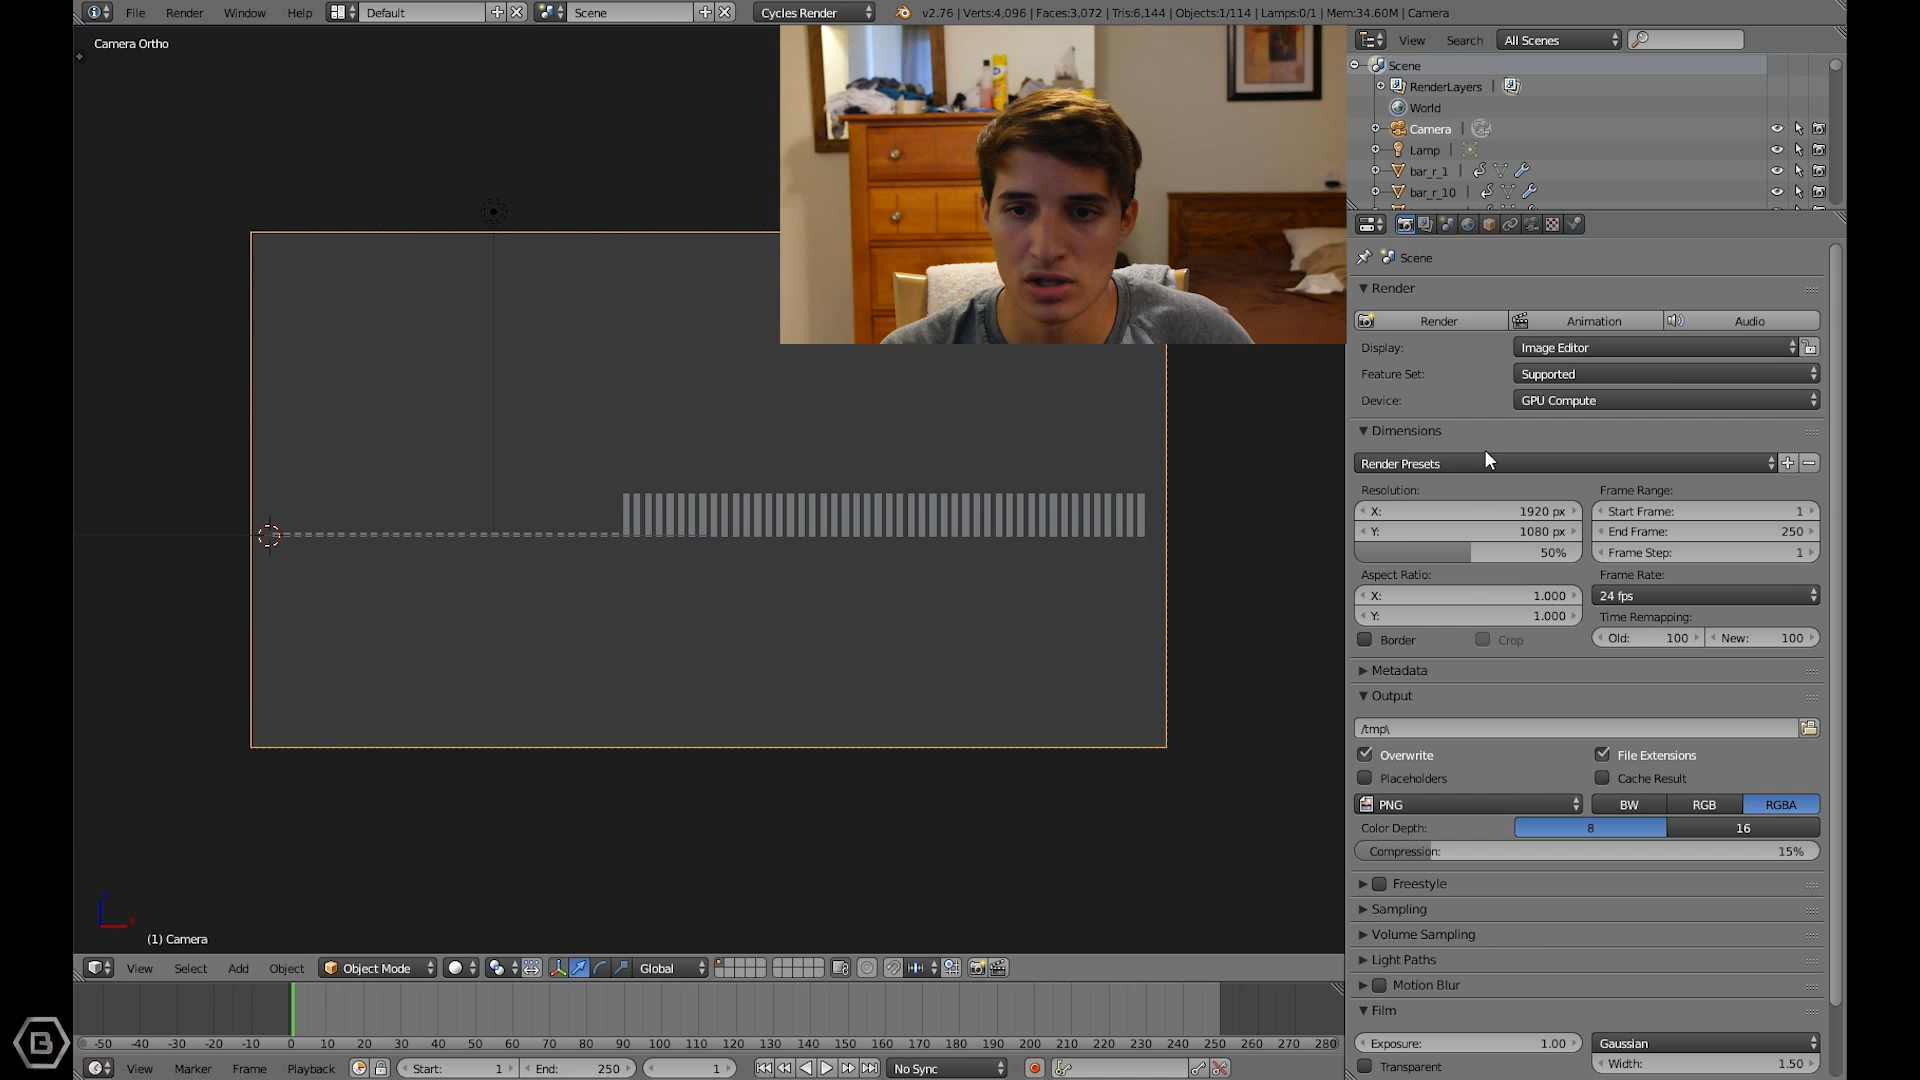 File Render Window Help Default Scene Cycles Render v2.76 | Verts:4,096 | Faces:3,072 | Tris:6,144 | Objects:1/114 | Lamps:0/1 | Mem:34.60M | Camera
Camera Ortho
View Search All Scenes
Scene
RenderLayers
World
Camera
Lamp
bar_r_1
bar_r_10
Scene
Render
Render Animation Audio
Display: Image Editor
Feature Set: Supported
Device: GPU Compute
Dimensions
Render Presets
Resolution: Frame Range:
X: 1920 px Start Frame: 1
Y: 1080 px End Frame: 250
50% Frame Step: 1
Aspect Ratio: Frame Rate:
X: 1.000 24 fps
Y: 1.000 Time Remapping:
Border Crop Old: 100 New: 100
Metadata
Output
/tmp\
Overwrite File Extensions
Placeholders Cache Result
PNG BW RGB RGBA
Color Depth: 8 16
Compression: 15%
Freestyle
Sampling
Volume Sampling
Light Paths
Motion Blur
Film
Exposure: 1.00 Gaussian
Transparent Width: 1.50
(1) Camera
View Select Add Object Object Mode Global
-50 -40 -30 -20 -10 0 10 20 30 40 50 60 70 80 90 100 110 120 130 140 150 160 170 180 190 200 210 220 230 240 250 260 270 280
View Marker Frame Playback Start: 1 End: 250 1 No Sync